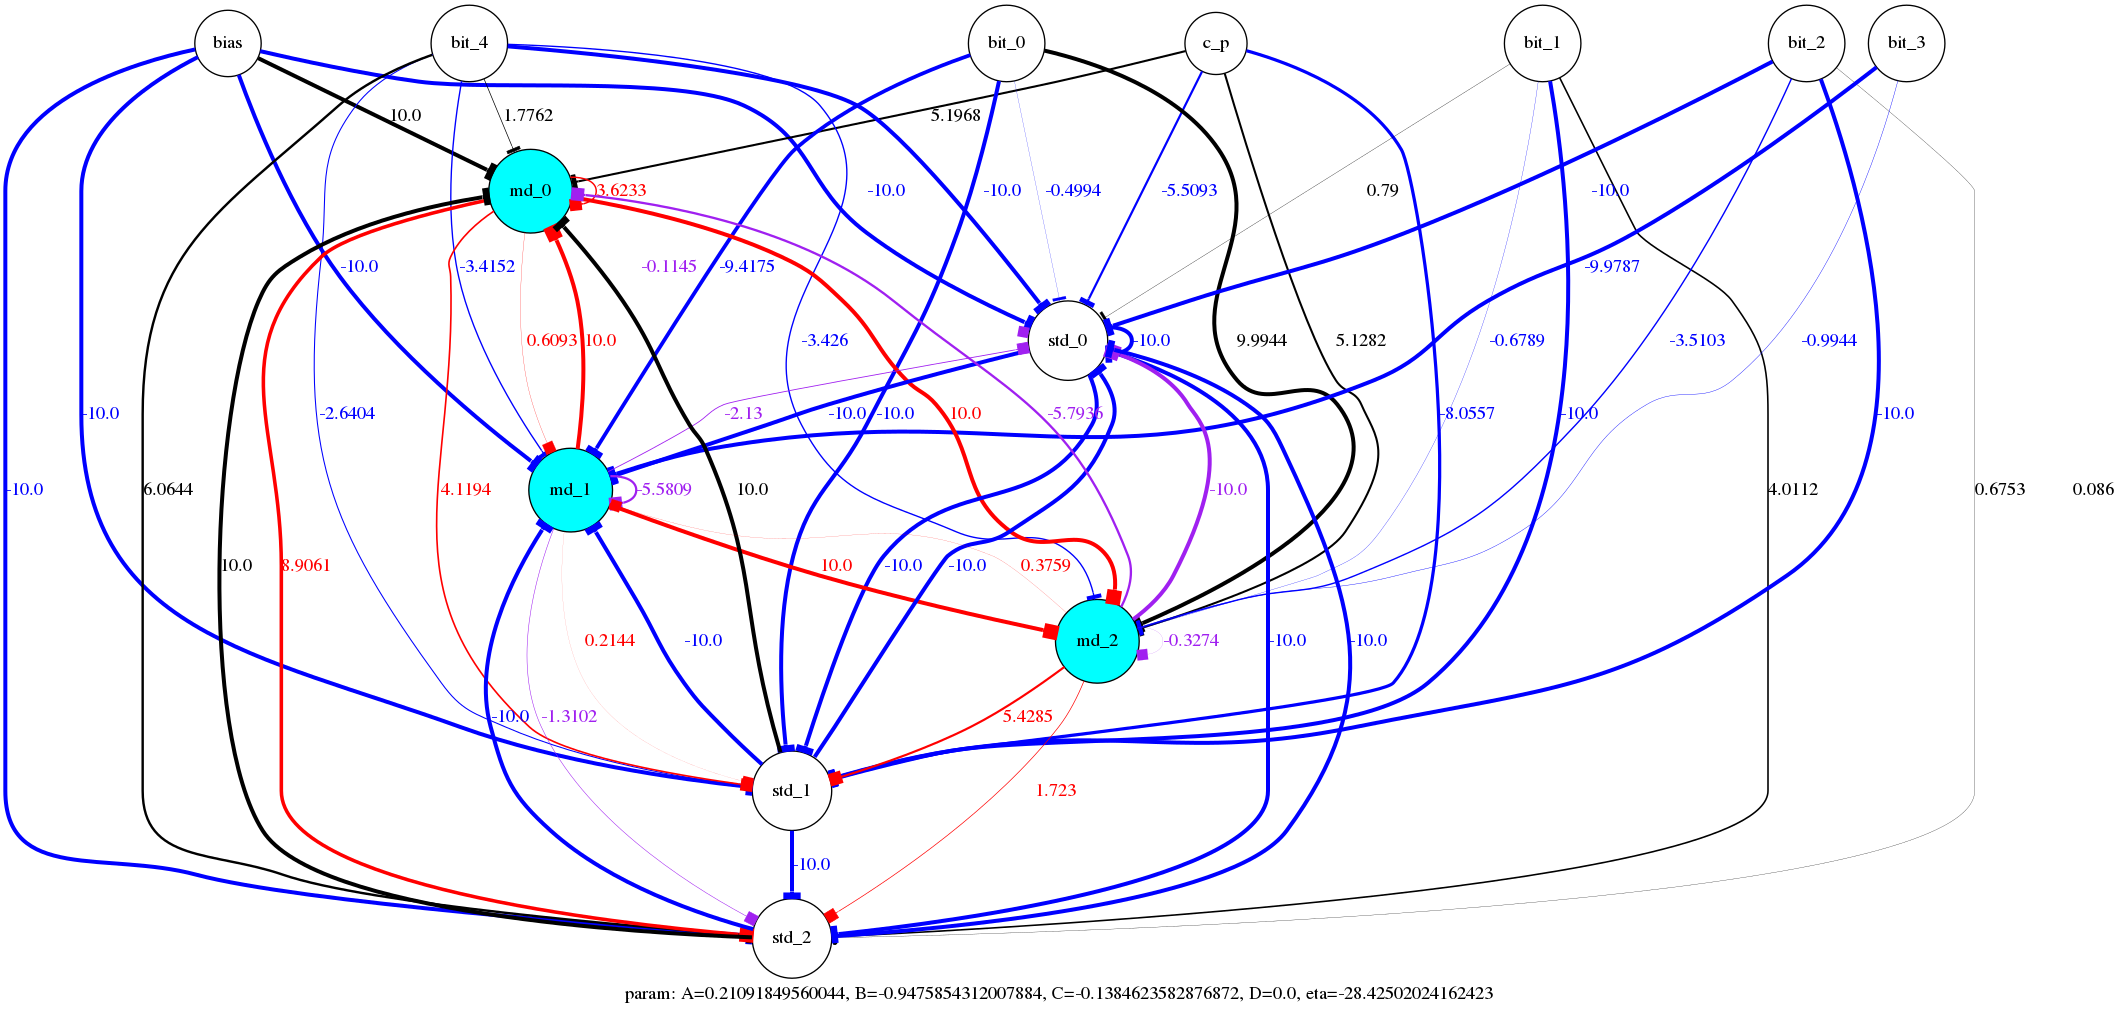 bias bit_4 bit_0 c_p bit_1 bit_2 bit_3
10.0 1.7762 5.1968
md_0 3.6233 -10.0 -10.0 -0.4994 -5.5093 0.79 -10.0
-10.0 -3.4152 -0.1145 -9.4175 -9.9787
0.6093 10.0 -3.426 std_0 -10.0 9.9944 5.1282 -0.6789 -3.5103 -0.9944
-10.0 -2.6404 -2.13 -10.0 -10.0 10.0 -5.7936 -8.0557 -10.0 -10.0
-10.0 6.0644 4.1194 md_1 -5.5809 10.0 -10.0 4.0112 0.6753 0.086
10.0 8.9061 10.0 -10.0 -10.0 0.3759
0.2144 -10.0 md_2 -0.3274 -10.0 -10.0
-10.0 -1.3102 5.4285
std_1 1.723
-10.0
std_2
param: A=0.21091849560044, B=-0.9475854312007884, C=-0.1384623582876872, D=0.0, eta=-28.42502024162423